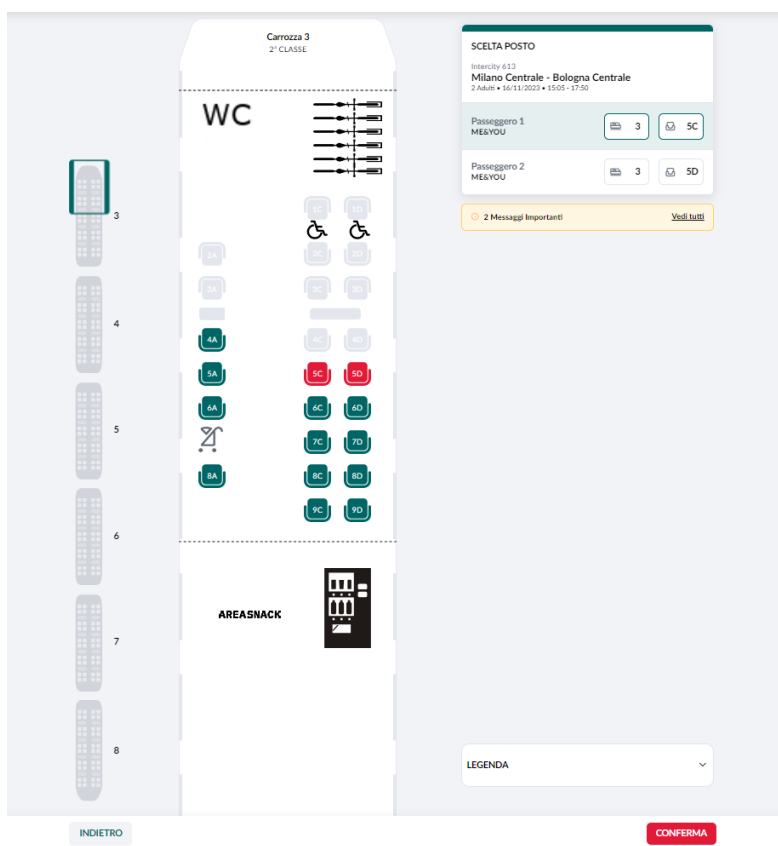 Carrozza 3
2° CLASSE
WC
1C 1D
2A 2C 2D
3A 3C 3D
4A 4C 4D
5A 5C 5D
6A 6C 6D
7C 7D
8A 8C 8D
9C 9D
AREASNACK
3
4
5
6
7
8
SCELTA POSTO
Intercity 613
Milano Centrale - Bologna Centrale
2 Adulti • 16/11/2023 • 15:05 - 17:50
Passeggero 1
ME&YOU
3
5C
Passeggero 2
ME&YOU
3
5D
2 Messaggi Importanti
Vedi tutti
LEGENDA
INDIETRO
CONFERMA